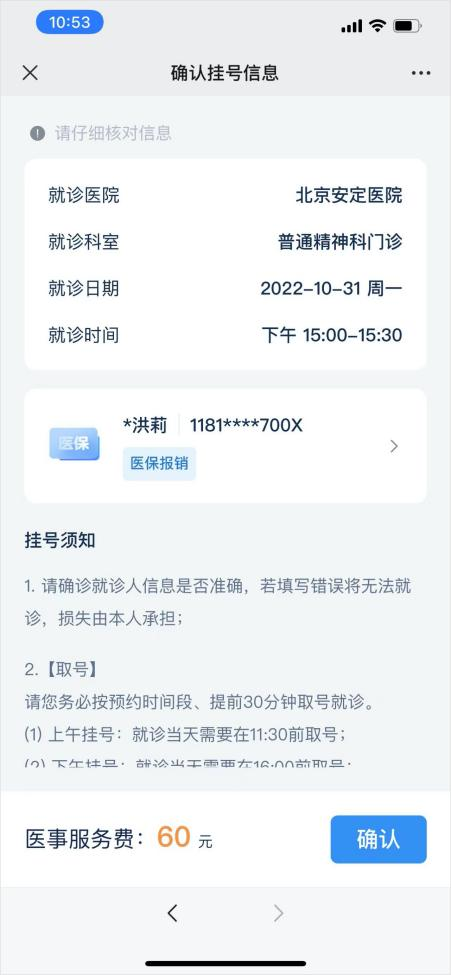 10:53
确认挂号信息
请仔细核对信息
就诊医院 北京安定医院
就诊科室 普通精神科门诊
就诊日期 2022-10-31 周一
就诊时间 下午 15:00-15:30
医保
*洪莉 1181****700X
医保报销
挂号须知
1. 请确诊就诊人信息是否准确，若填写错误将无法就
诊，损失由本人承担；
2.【取号】
请您务必按预约时间段、提前30分钟取号就诊。
(1) 上午挂号：就诊当天需要在11:30前取号；
(2) 下午挂号：就诊当天需要在16:00前取号；
医事服务费：60 元
确认